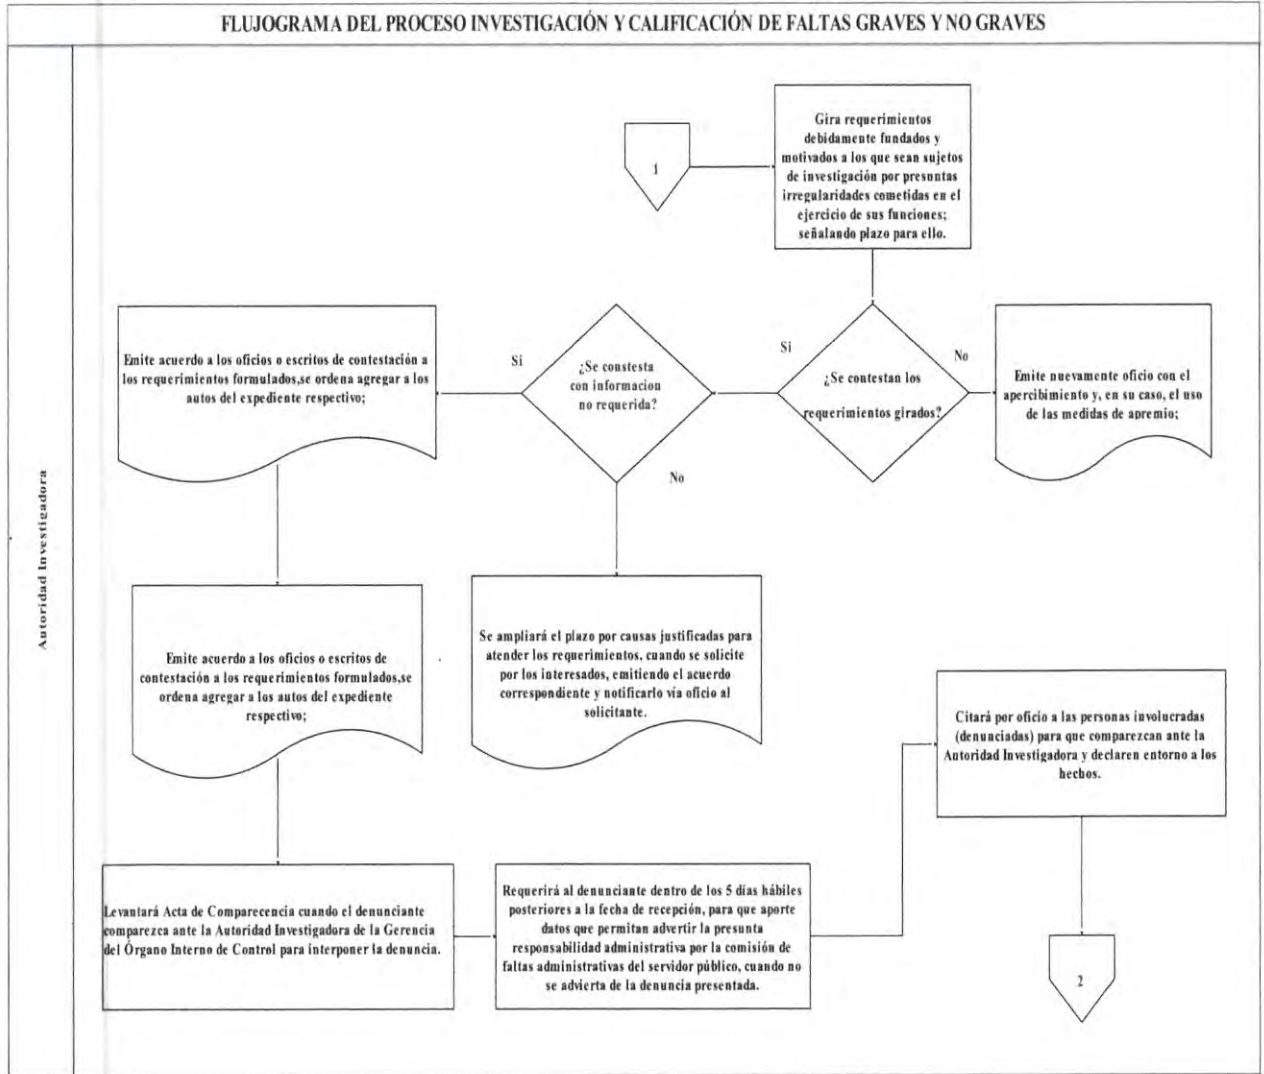 FLUJOGRAMA DEL PROCESO INVESTIGACIÓN Y CALIFICACIÓN DE FALTAS GRAVES Y NO GRAVES
Autoridad Investigadora
1
Gira requerimientos
debidamente fundados y
motivados a los que sean sujetos
de investigación por presuntas
irregularidades cometidas en el
ejercicio de sus funciones;
señalando plazo para ello.
¿Se contestan los
requerimientos girados?
Si
No
Emite nuevamente oficio con el
apercibimiento y, en su caso, el uso
de las medidas de apremio;
¿Se constesta
con informacion
no requerida?
Si
No
Emite acuerdo a los oficios o escritos de contestación a
los requerimientos formulados,se ordena agregar a los
autos del expediente respectivo;
Emite acuerdo a los oficios o escritos de
contestación a los requerimientos formulados,se
ordena agregar a los autos del expediente
respectivo;
Se ampliará el plazo por causas justificadas para
atender los requerimientos, cuando se solicite
por los interesados, emitiendo el acuerdo
correspondiente y notificarlo vía oficio al
solicitante.
Levantará Acta de Comparecencia cuando el denunciante
comparezca ante la Autoridad Investigadora de la Gerencia
del Órgano Interno de Control para interponer la denuncia.
Requerirá al denunciante dentro de los 5 días hábiles
posteriores a la fecha de recepción, para que aporte
datos que permitan advertir la presunta
responsabilidad administrativa por la comisión de
faltas administrativas del servidor público, cuando no
se advierta de la denuncia presentada.
Citará por oficio a las personas involucradas
(denunciadas) para que comparezcan ante la
Autoridad Investigadora y declaren entorno a los
hechos.
2